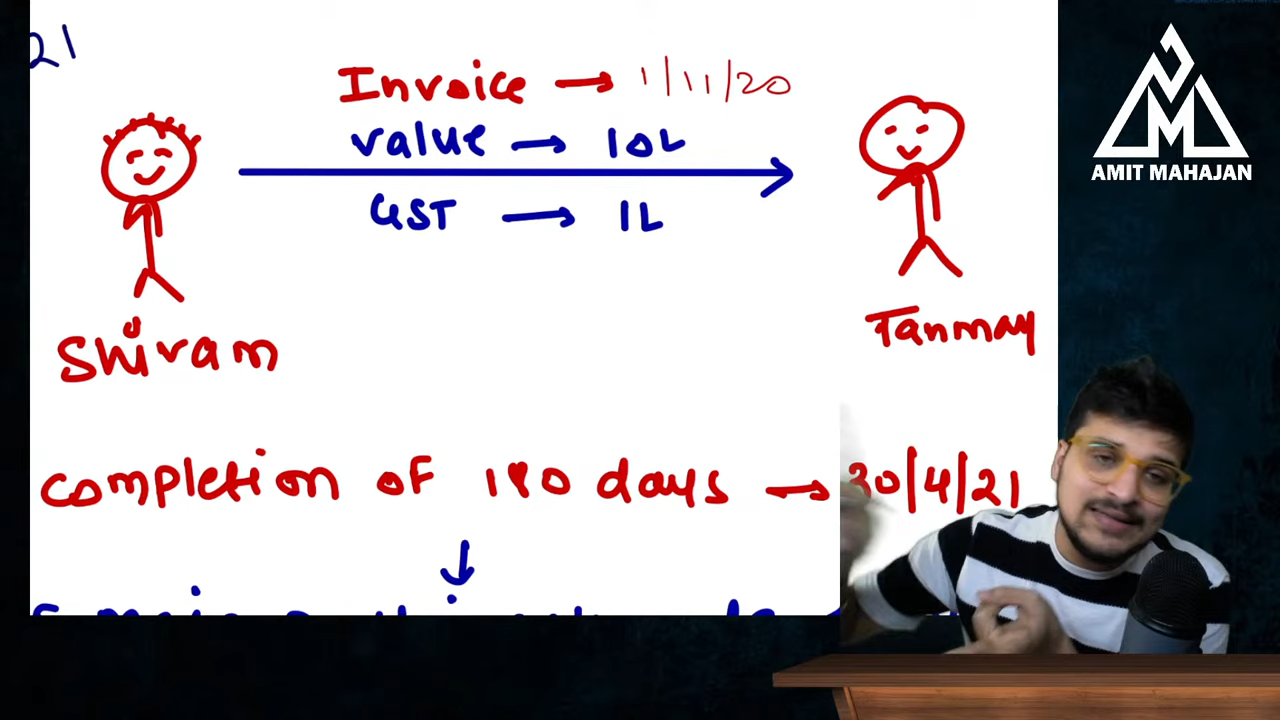 21
Invoice → 1/11/20
value → 10L
GST → 1L
Shivam
Tanmay
completion of 180 days → 30/4/21
AMIT MAHAJAN